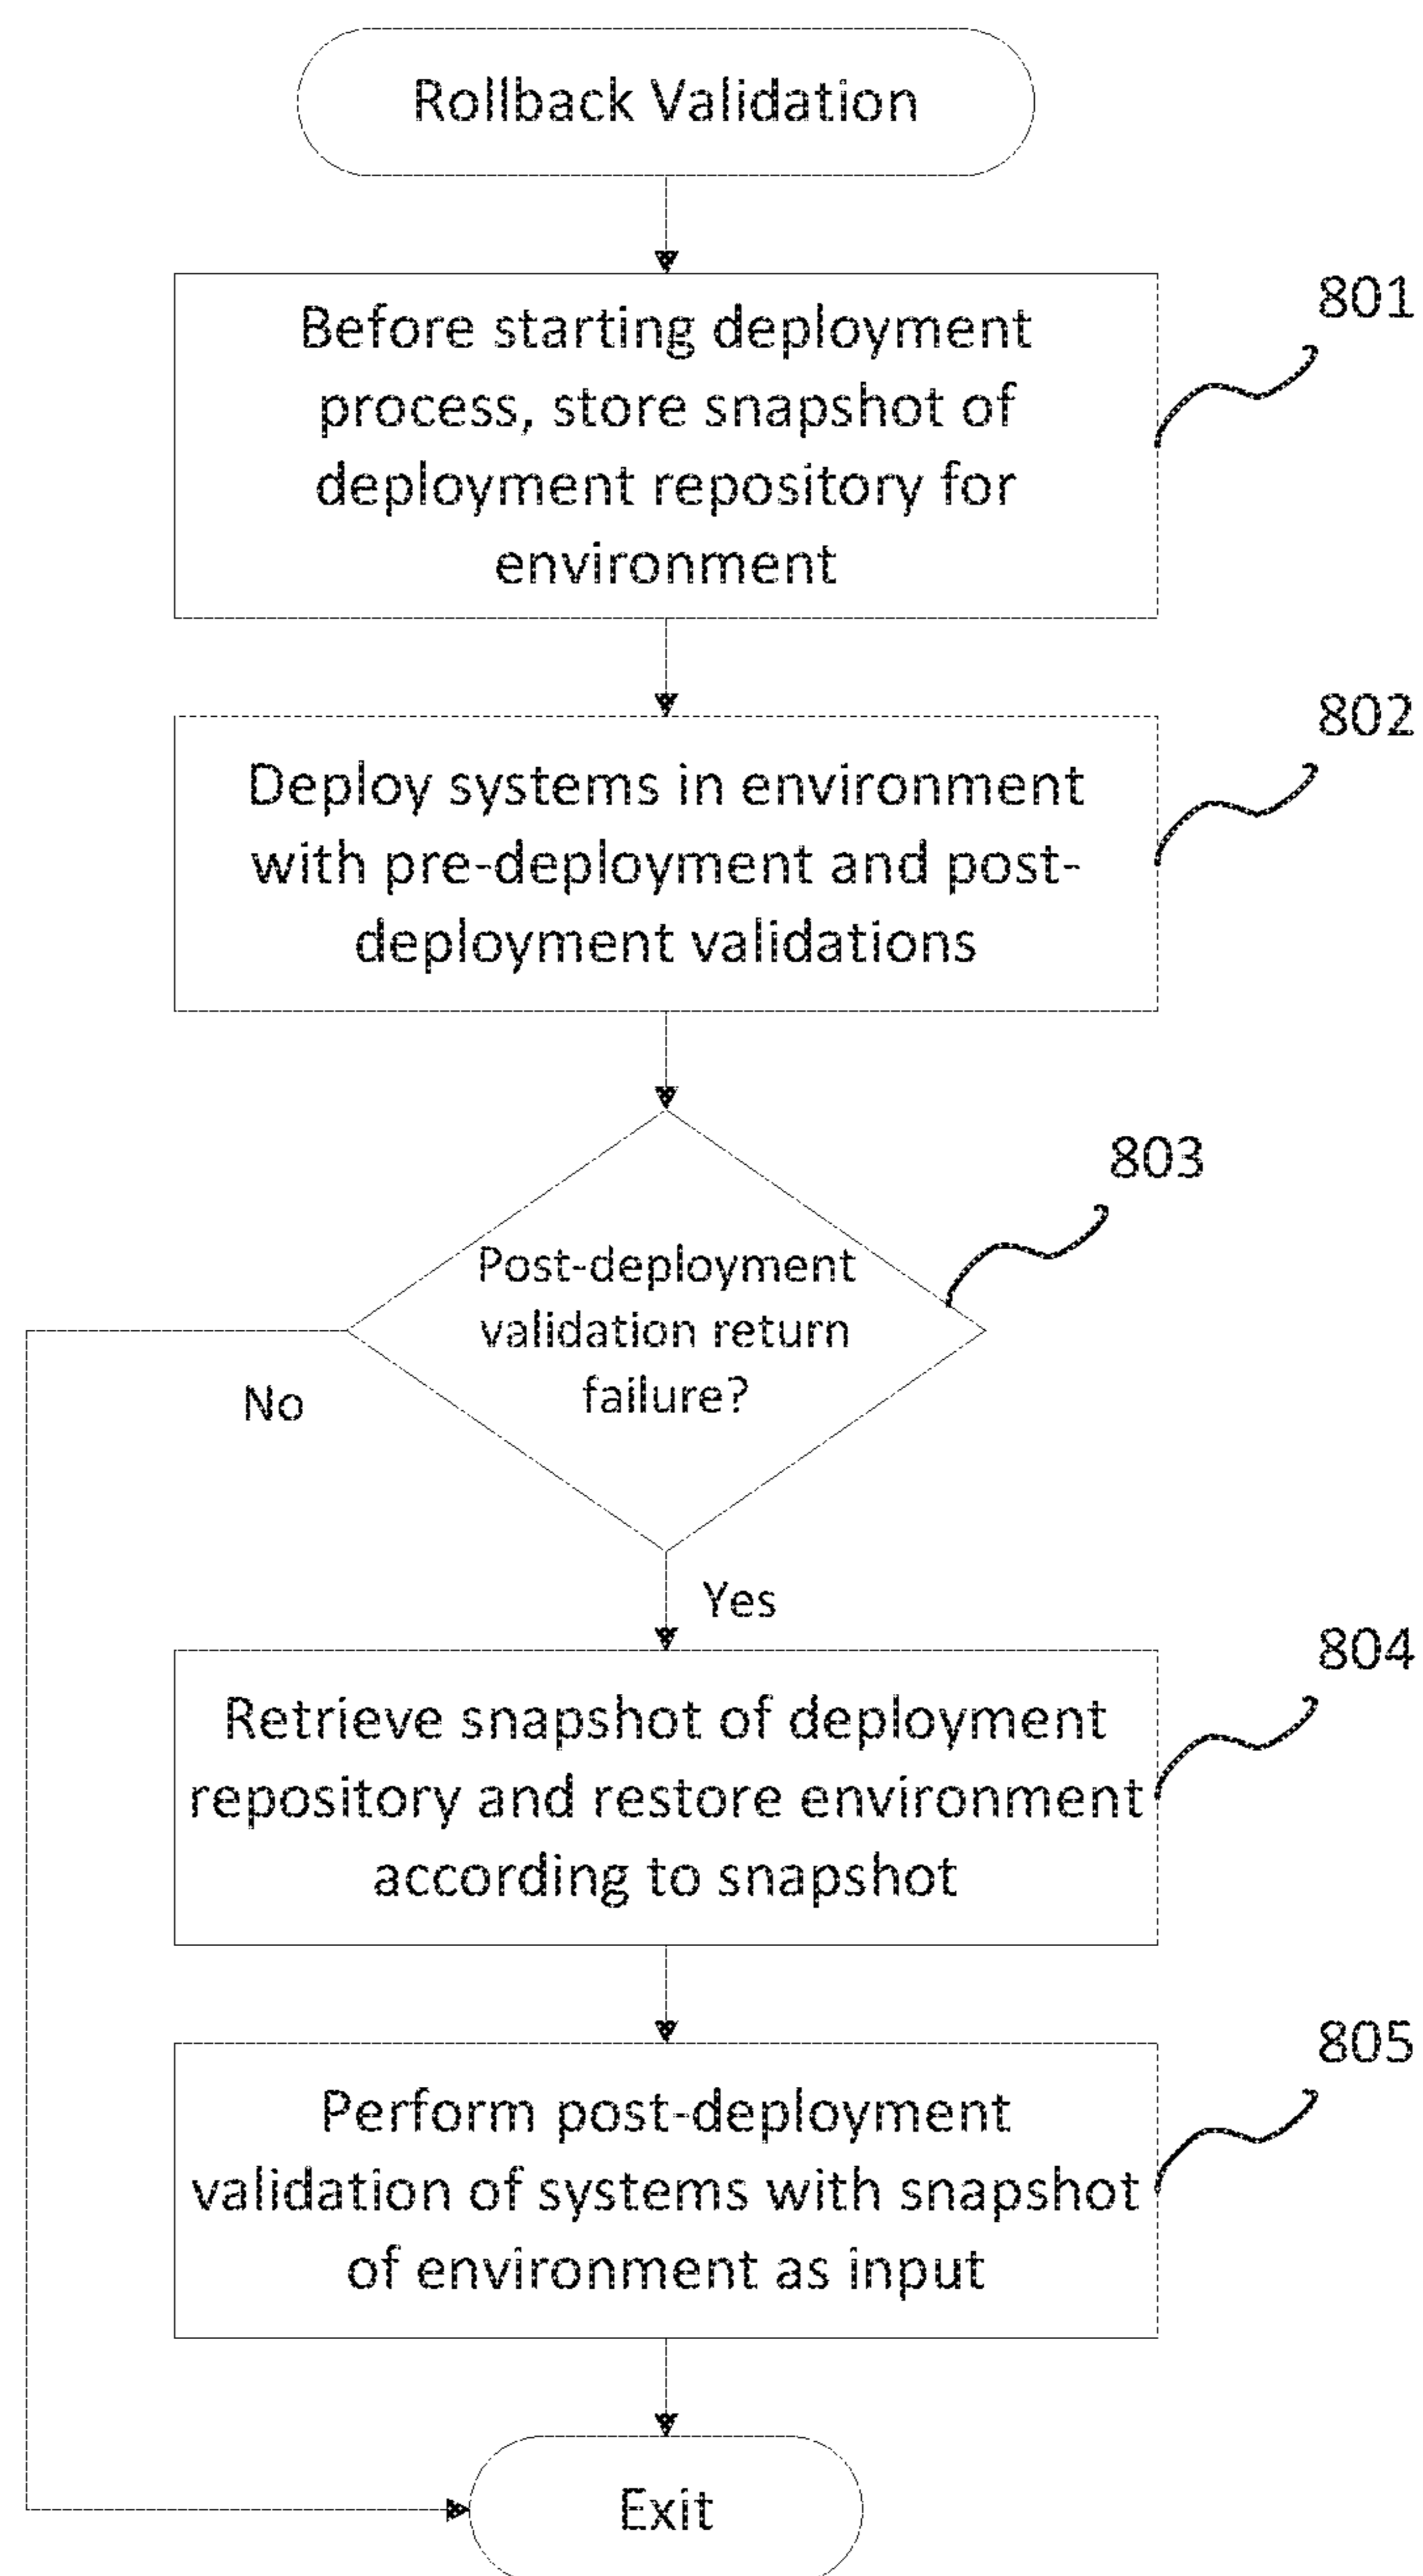 Rollback Validation
801
Before starting deployment
process, store snapshot of
deployment repository for
environment
802
Deploy systems in environment
with pre-deployment and post-
deployment validations
803
Post-deployment
validation return
failure?
No
Yes
804
Retrieve snapshot of deployment
repository and restore environment
according to snapshot
805
Perform post-deployment
validation of systems with snapshot
of environment as input
Exit